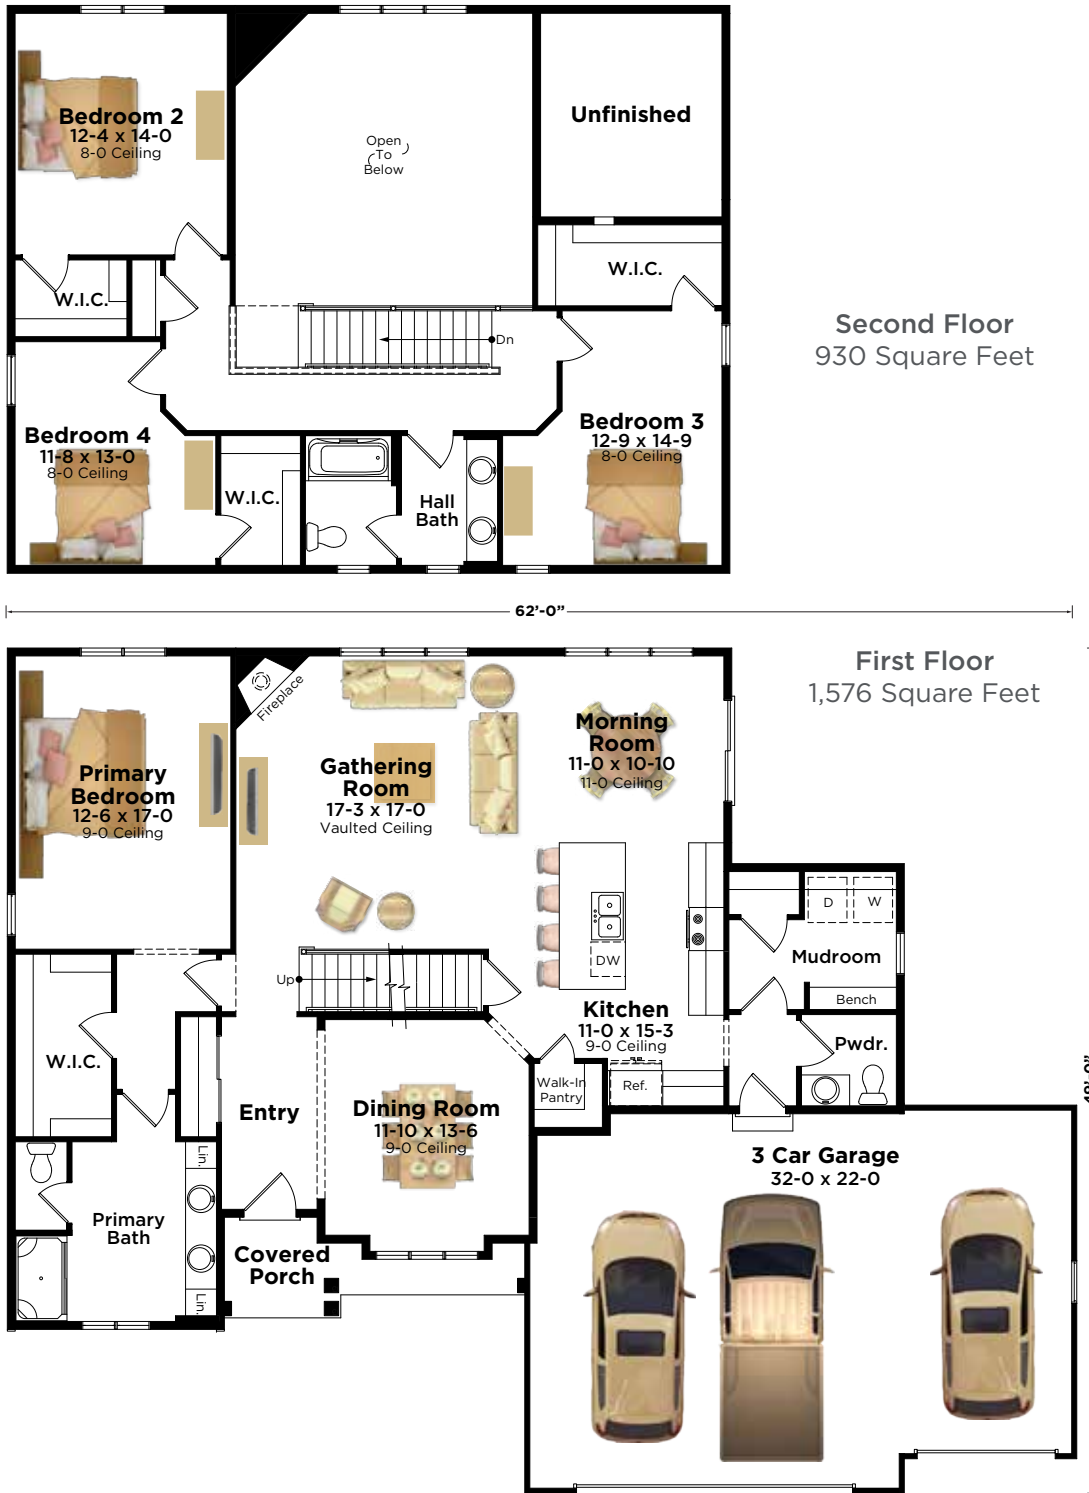 Bedroom 2
12-4 x 14-0
8-0 Ceiling
Open
To
Below
Unfinished
W.I.C.
W.I.C.
Dn
Second Floor
930 Square Feet
Bedroom 4
11-8 x 13-0
8-0 Ceiling
W.I.C.
Hall
Bath
Bedroom 3
12-9 x 14-9
8-0 Ceiling
62'-0"
First Floor
1,576 Square Feet
Fireplace
Primary
Bedroom
12-6 x 17-0
9-0 Ceiling
Gathering
Room
17-3 x 17-0
Vaulted Ceiling
Morning
Room
11-0 x 10-10
11-0 Ceiling
D
W
DW
Mudroom
Bench
Up
Kitchen
11-0 x 15-3
9-0 Ceiling
Pwdr.
W.I.C.
Walk-In
Pantry
Ref.
48'-0"
Entry
Dining Room
11-10 x 13-6
9-0 Ceiling
Lin.
3 Car Garage
32-0 x 22-0
Primary
Bath
Covered
Porch
Lin.